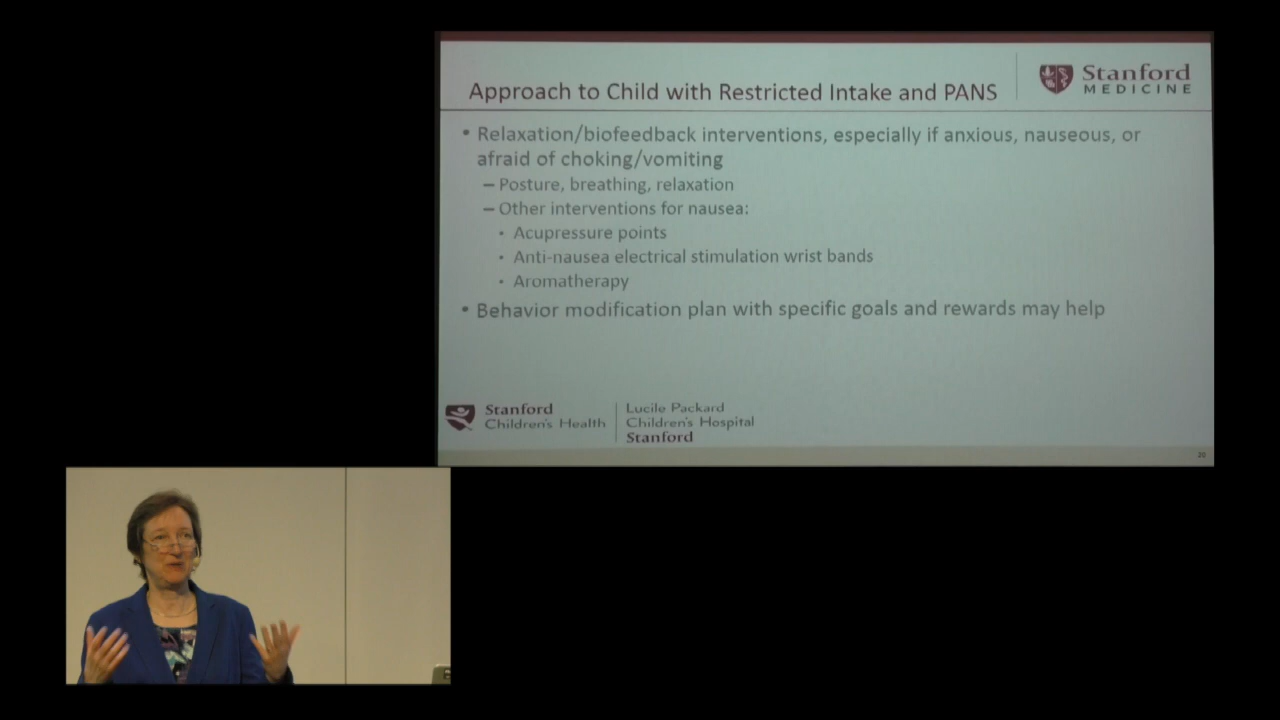 Approach to Child with Restricted Intake and PANS
Stanford
MEDICINE
• Relaxation/biofeedback interventions, especially if anxious, nauseous, or
afraid of choking/vomiting
– Posture, breathing, relaxation
– Other interventions for nausea:
• Acupressure points
• Anti-nausea electrical stimulation wrist bands
• Aromatherapy
• Behavior modification plan with specific goals and rewards may help
Stanford
Children's Health
Lucile Packard
Children's Hospital
Stanford
20